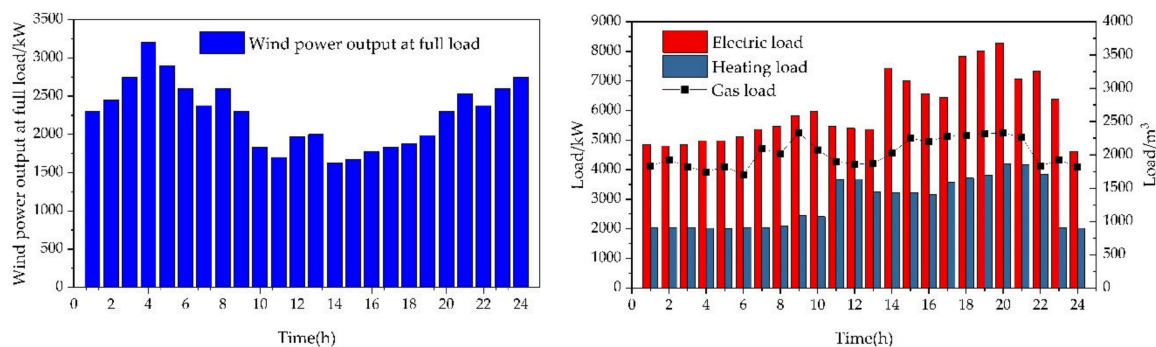 Wind power output at full load/kW
3500
3000
2500
2000
1500
1000
500
0
Wind power output at full load
0 2 4 6 8 10 12 14 16 18 20 22 24
Time(h)
Load/kW
9000
8000
7000
6000
5000
4000
3000
2000
1000
0
Electric load
Heating load
Gas load
0 2 4 6 8 10 12 14 16 18 20 22 24
Time(h)
4000
3500
3000
2500
2000
1500
1000
500
0
Load/m³